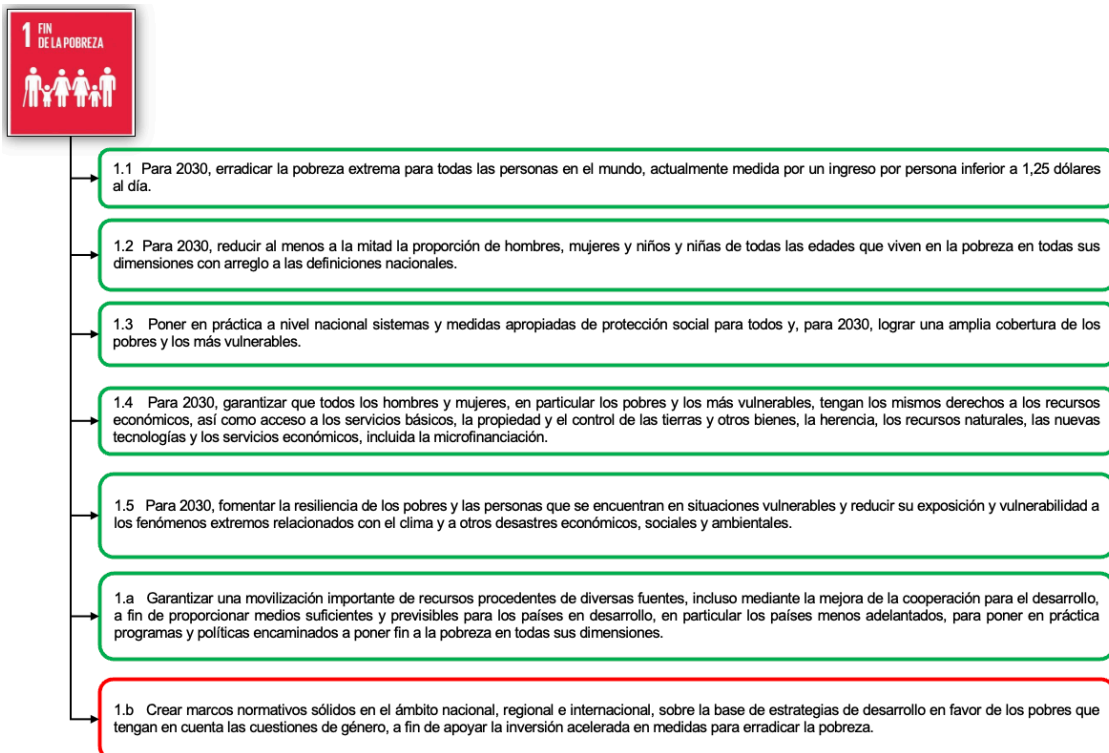 1 FIN
DE LA POBREZA
1.1 Para 2030, erradicar la pobreza extrema para todas las personas en el mundo, actualmente medida por un ingreso por persona inferior a 1,25 dólares
al día.
1.2 Para 2030, reducir al menos a la mitad la proporción de hombres, mujeres y niños y niñas de todas las edades que viven en la pobreza en todas sus
dimensiones con arreglo a las definiciones nacionales.
1.3 Poner en práctica a nivel nacional sistemas y medidas apropiadas de protección social para todos y, para 2030, lograr una amplia cobertura de los
pobres y los más vulnerables.
1.4 Para 2030, garantizar que todos los hombres y mujeres, en particular los pobres y los más vulnerables, tengan los mismos derechos a los recursos
económicos, así como acceso a los servicios básicos, la propiedad y el control de las tierras y otros bienes, la herencia, los recursos naturales, las nuevas
tecnologías y los servicios económicos, incluida la microfinanciación.
1.5 Para 2030, fomentar la resiliencia de los pobres y las personas que se encuentran en situaciones vulnerables y reducir su exposición y vulnerabilidad a
los fenómenos extremos relacionados con el clima y a otros desastres económicos, sociales y ambientales.
1.a Garantizar una movilización importante de recursos procedentes de diversas fuentes, incluso mediante la mejora de la cooperación para el desarrollo,
a fin de proporcionar medios suficientes y previsibles para los países en desarrollo, en particular los países menos adelantados, para poner en práctica
programas y políticas encaminados a poner fin a la pobreza en todas sus dimensiones.
1.b Crear marcos normativos sólidos en el ámbito nacional, regional e internacional, sobre la base de estrategias de desarrollo en favor de los pobres que
tengan en cuenta las cuestiones de género, a fin de apoyar la inversión acelerada en medidas para erradicar la pobreza.